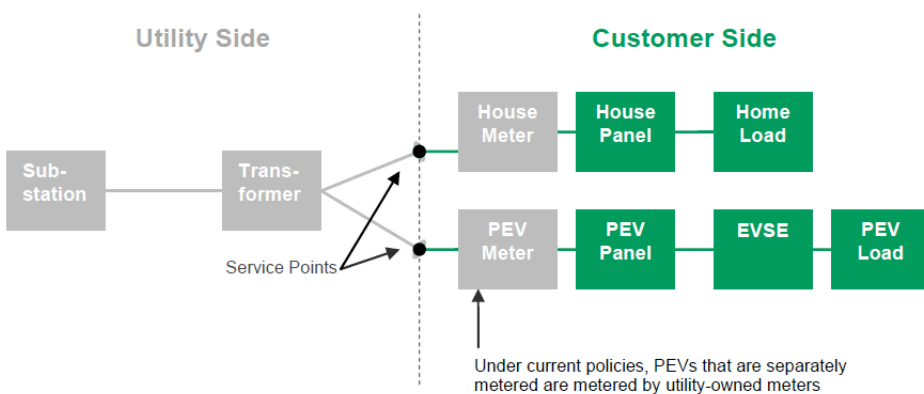 Utility Side
Customer Side
House
Meter
House
Panel
Home
Load
Sub-
station
Trans-
former
PEV
Meter
PEV
Panel
EVSE
PEV
Load
Service Points
Under current policies, PEVs that are separately
metered are metered by utility-owned meters